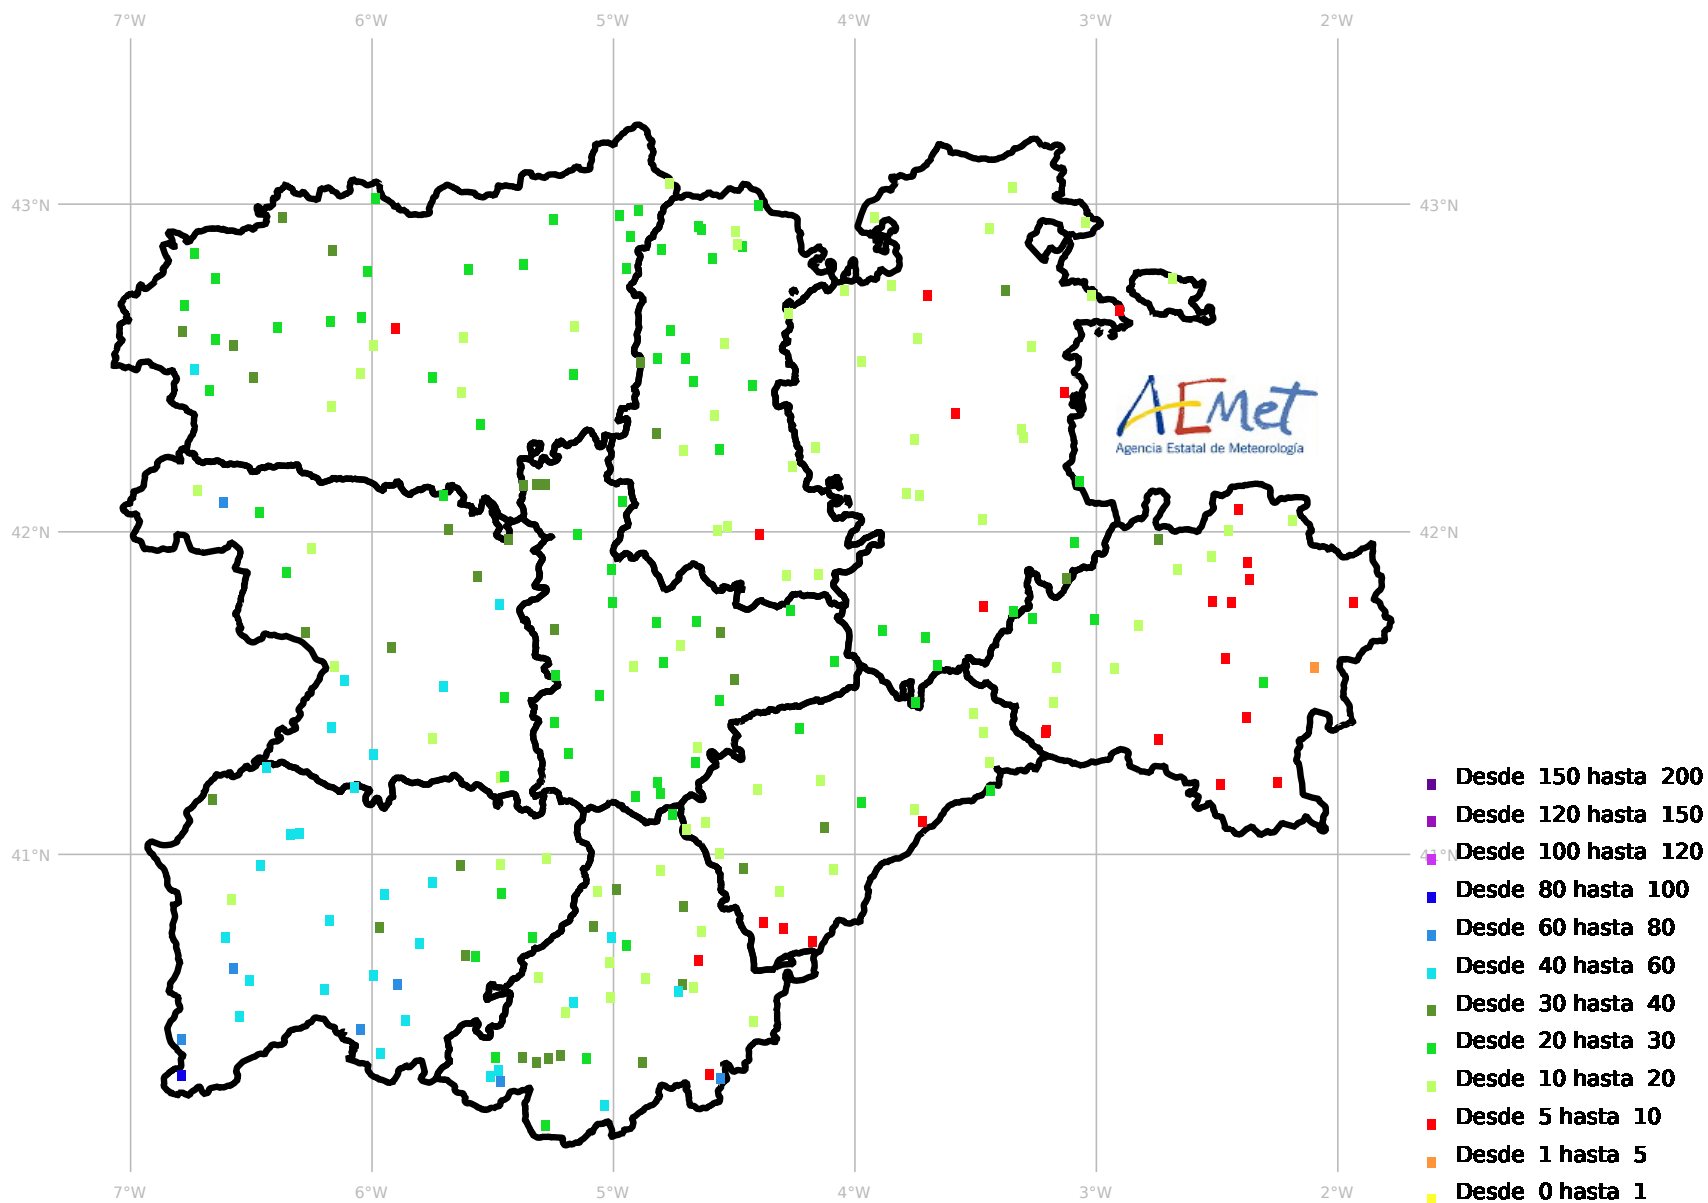 7°W 6°W 5°W 4°W 3°W 2°W
43°N 43°N
AEMet
Agencia Estatal de Meteorología
42°N 42°N
41°N 41°N
Desde 150 hasta 200
Desde 120 hasta 150
Desde 100 hasta 120
Desde 80 hasta 100
Desde 60 hasta 80
Desde 40 hasta 60
Desde 30 hasta 40
Desde 20 hasta 30
Desde 10 hasta 20
Desde 5 hasta 10
Desde 1 hasta 5
Desde 0 hasta 1
7°W 6°W 5°W 4°W 3°W 2°W